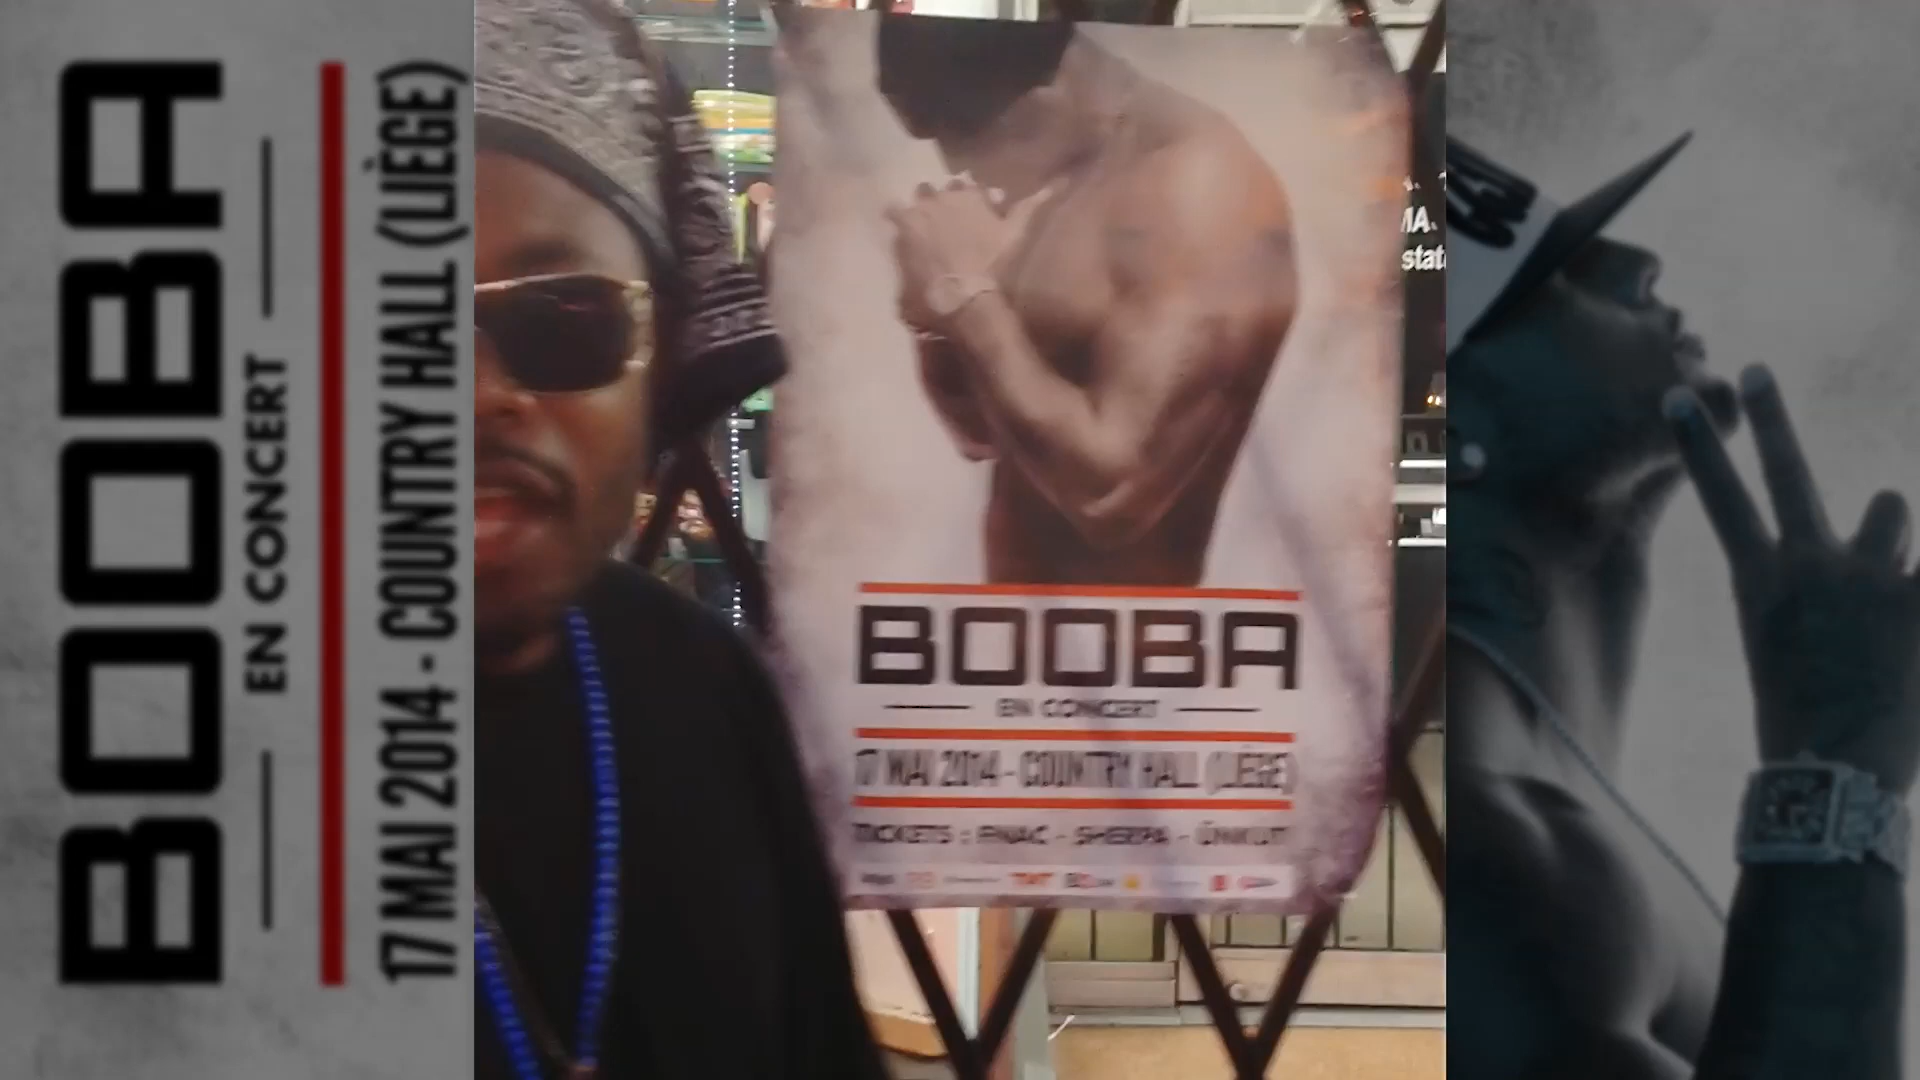 BOOBA
EN CONCERT
17 MAI 2014 - COUNTRY HALL (LIÈGE)
BOOBA
EN CONCERT
17 MAI 2014 - COUNTRY HALL (LIÈGE)
TICKETS : FNAC - SHERPA - ÜNKÜT